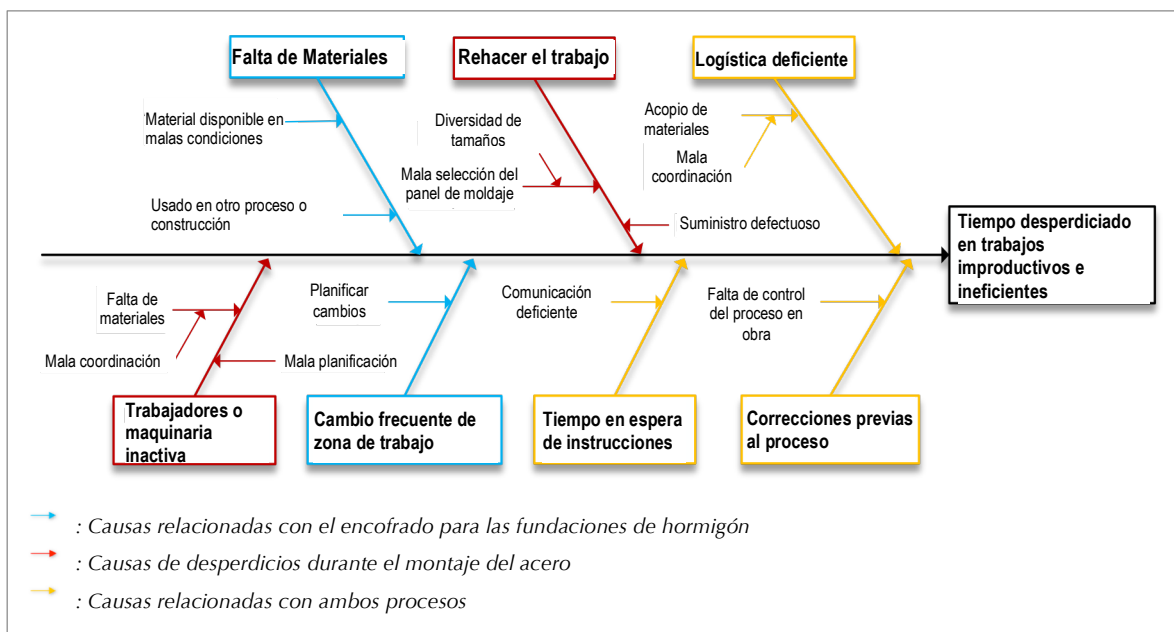 Falta de Materiales
Rehacer el trabajo
Logística deficiente
Material disponible en
malas condiciones
Diversidad de
tamaños
Acopio de
materiales
Mala selección del
panel de moldaje
Mala
coordinación
Usado en otro proceso o
construcción
Suministro defectuoso
Tiempo desperdiciado
en trabajos
improductivos e
ineficientes
Falta de
materiales
Planificar
cambios
Comunicación
deficiente
Falta de control
del proceso en
obra
Mala coordinación
Mala planificación
Trabajadores o
maquinaria
inactiva
Cambio frecuente de
zona de trabajo
Tiempo en espera
de instrucciones
Correcciones previas
al proceso
: Causas relacionadas con el encofrado para las fundaciones de hormigón
: Causas de desperdicios durante el montaje del acero
: Causas relacionadas con ambos procesos